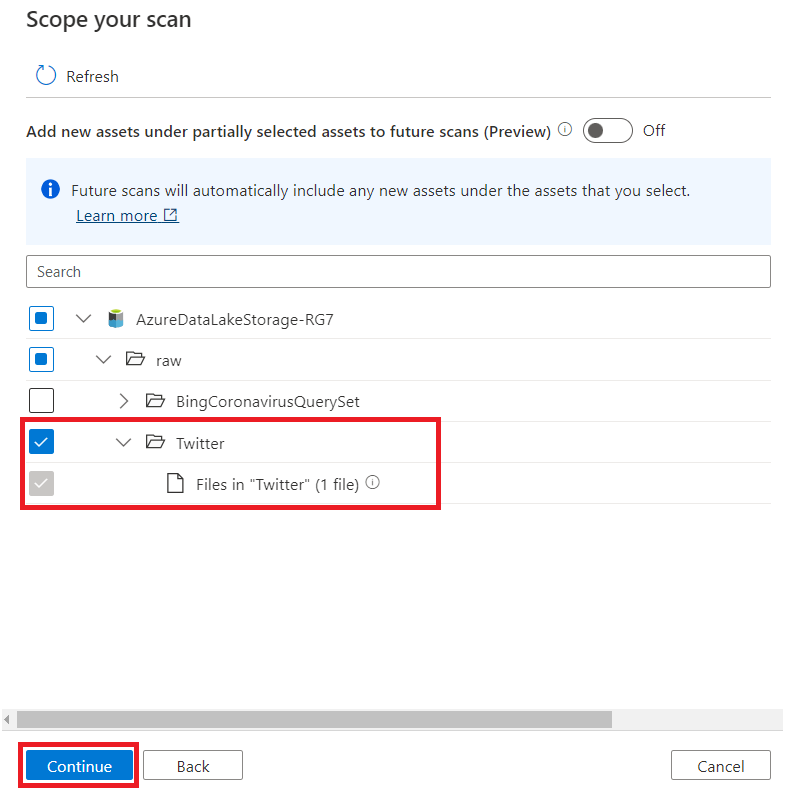 Scope your scan
Refresh
Add new assets under partially selected assets to future scans (Preview) Off
Future scans will automatically include any new assets under the assets that you select.
Learn more
Search
AzureDataLakeStorage-RG7
raw
BingCoronavirusQuerySet
Twitter
Files in "Twitter" (1 file)
Continue Back Cancel